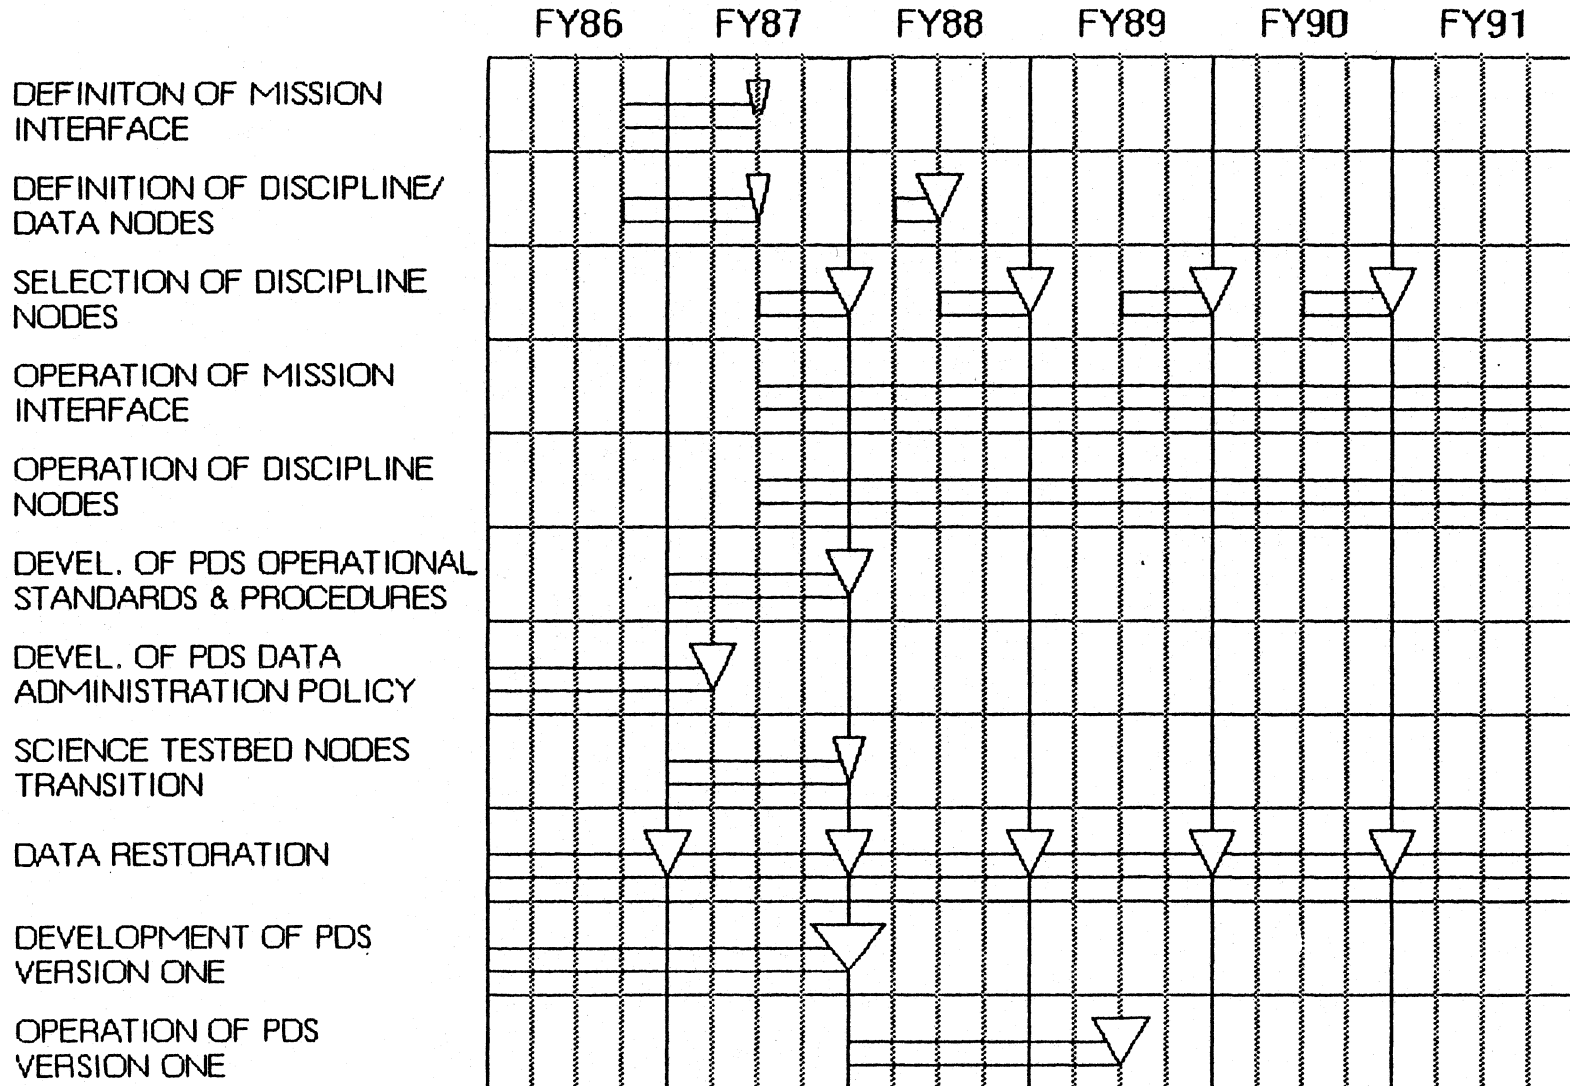 FY86 FY87 FY88 FY89 FY90 FY91
DEFINITON OF MISSION
INTERFACE
DEFINITION OF DISCIPLINE/
DATA NODES
SELECTION OF DISCIPLINE
NODES
OPERATION OF MISSION
INTERFACE
OPERATION OF DISCIPLINE
NODES
DEVEL. OF PDS OPERATIONAL
STANDARDS & PROCEDURES
DEVEL. OF PDS DATA
ADMINISTRATION POLICY
SCIENCE TESTBED NODES
TRANSITION
DATA RESTORATION
DEVELOPMENT OF PDS
VERSION ONE
OPERATION OF PDS
VERSION ONE